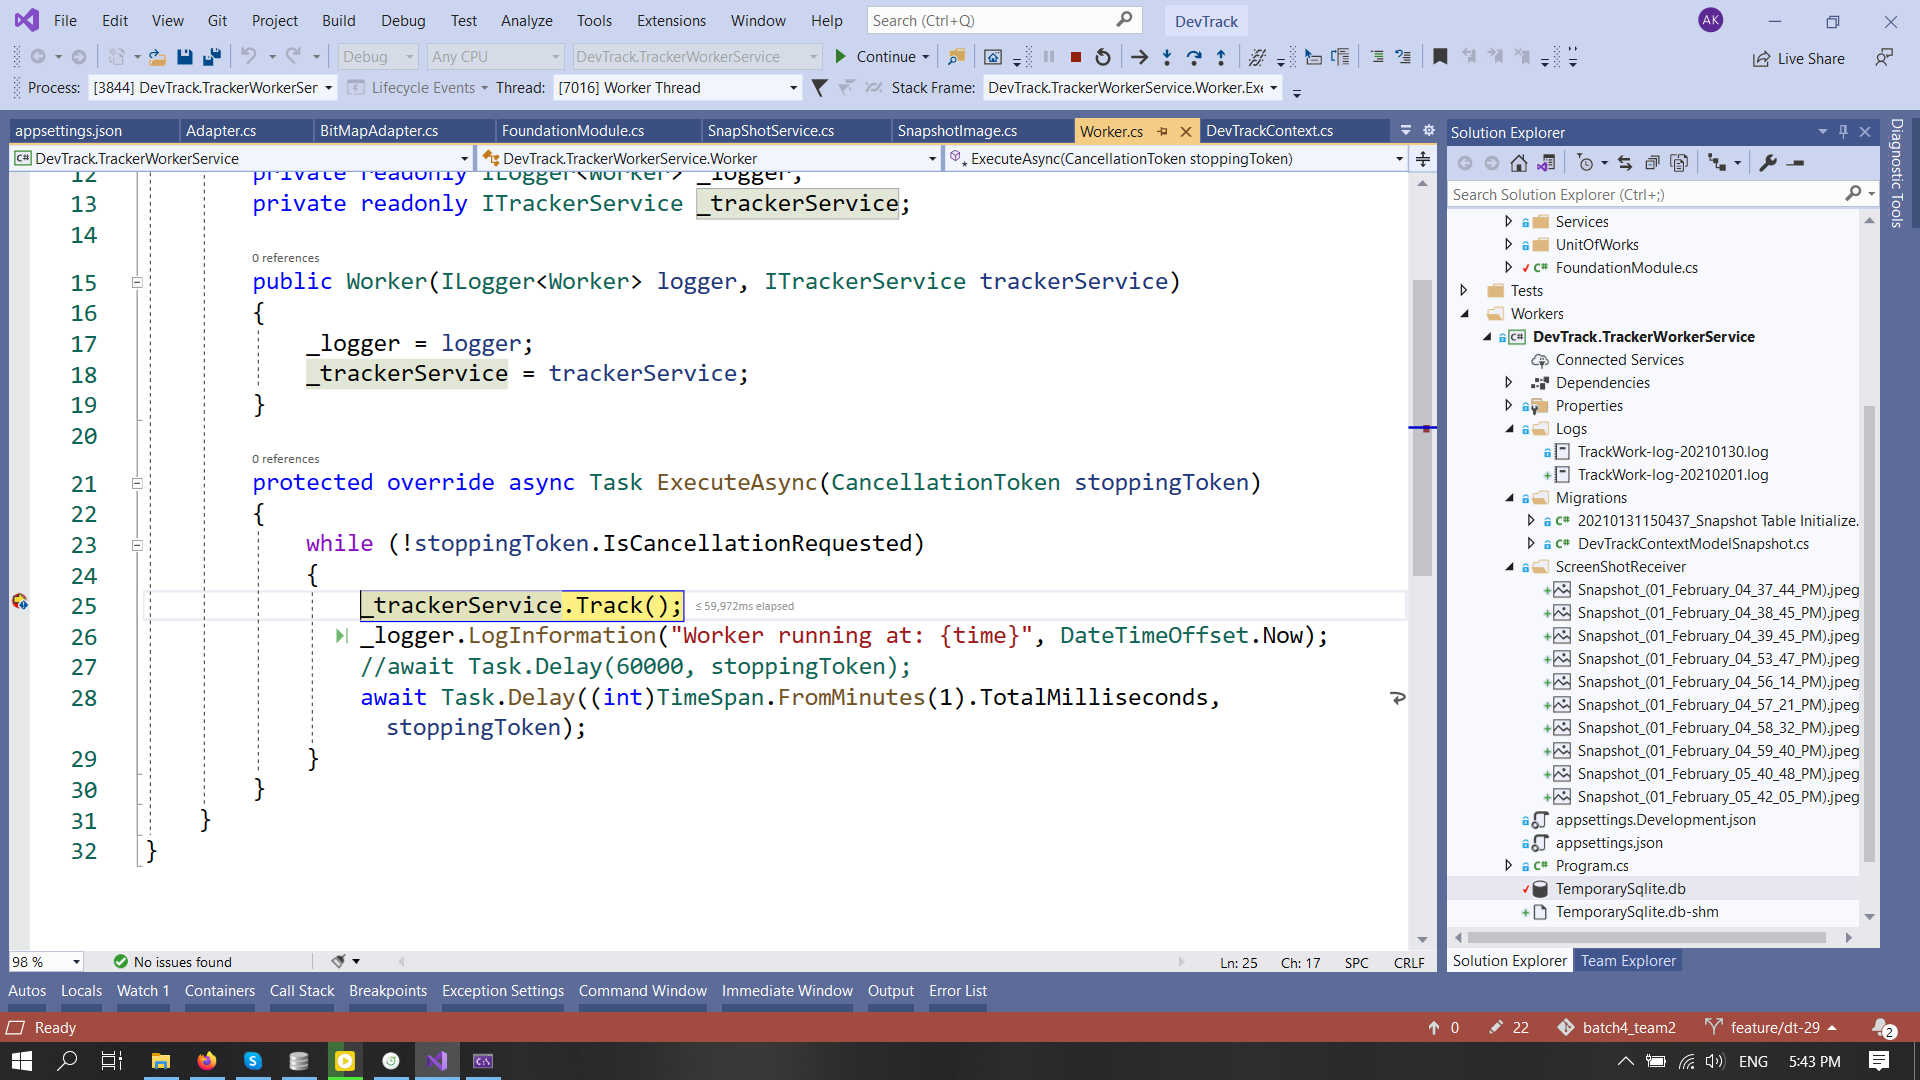 File Edit View Git Project Build Debug Test Analyze Tools Extensions Window Help Search (Ctrl+Q) DevTrack AK
Debug Any CPU DevTrack.TrackerWorkerService Continue Live Share
Process: [3844] DevTrack.TrackerWorkerSer Lifecycle Events Thread: [7016] Worker Thread Stack Frame: DevTrack.TrackerWorkerService.Worker.Exe
appsettings.json Adapter.cs BitMapAdapter.cs FoundationModule.cs SnapShotService.cs SnapshotImage.cs Worker.cs DevTrackContext.cs
C# DevTrack.TrackerWorkerService DevTrack.TrackerWorkerService.Worker ExecuteAsync(CancellationToken stoppingToken)
12 private readonly ILogger<Worker> _logger;
13 private readonly ITrackerService _trackerService;
14
0 references
15 public Worker(ILogger<Worker> logger, ITrackerService trackerService)
16 {
17 _logger = logger;
18 _trackerService = trackerService;
19 }
20
0 references
21 protected override async Task ExecuteAsync(CancellationToken stoppingToken)
22 {
23 while (!stoppingToken.IsCancellationRequested)
24 {
25 _trackerService.Track(); ≤ 59,972ms elapsed
26 _logger.LogInformation("Worker running at: {time}", DateTimeOffset.Now);
27 //await Task.Delay(60000, stoppingToken);
28 await Task.Delay((int)TimeSpan.FromMinutes(1).TotalMilliseconds,
stoppingToken);
29 }
30 }
31 }
32 }
98 % No issues found Ln: 25 Ch: 17 SPC CRLF
Solution Explorer
Search Solution Explorer (Ctrl+;)
Services
UnitOfWorks
C# FoundationModule.cs
Tests
Workers
C# DevTrack.TrackerWorkerService
Connected Services
Dependencies
Properties
Logs
TrackWork-log-20210130.log
TrackWork-log-20210201.log
Migrations
C# 20210131150437_Snapshot Table Initialize.
C# DevTrackContextModelSnapshot.cs
ScreenShotReceiver
Snapshot_(01_February_04_37_44_PM).jpeg
Snapshot_(01_February_04_38_45_PM).jpeg
Snapshot_(01_February_04_39_45_PM).jpeg
Snapshot_(01_February_04_53_47_PM).jpeg
Snapshot_(01_February_04_56_14_PM).jpeg
Snapshot_(01_February_04_57_21_PM).jpeg
Snapshot_(01_February_04_58_32_PM).jpeg
Snapshot_(01_February_04_59_40_PM).jpeg
Snapshot_(01_February_05_40_48_PM).jpeg
Snapshot_(01_February_05_42_05_PM).jpeg
appsettings.Development.json
appsettings.json
C# Program.cs
TemporarySqlite.db
TemporarySqlite.db-shm
Solution Explorer Team Explorer
Diagnostic Tools
Autos Locals Watch 1 Containers Call Stack Breakpoints Exception Settings Command Window Immediate Window Output Error List
Ready 0 22 batch4_team2 feature/dt-29 2
ENG 5:43 PM